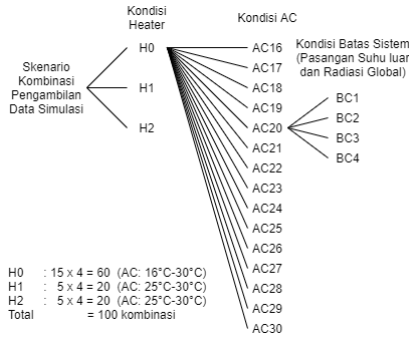 Kondisi
Heater
Kondisi AC
Skenario
Kombinasi
Pengambilan
Data Simulasi
H0
H1
H2
AC16
AC17
AC18
AC19
AC20
AC21
AC22
AC23
AC24
AC25
AC26
AC27
AC28
AC29
AC30
Kondisi Batas Sistem
(Pasangan Suhu luar
dan Radiasi Global)
BC1
BC2
BC3
BC4
H0 : 15 x 4 = 60 (AC: 16°C-30°C)
H1 : 5 x 4 = 20 (AC: 25°C-30°C)
H2 : 5 x 4 = 20 (AC: 25°C-30°C)
Total = 100 kombinasi